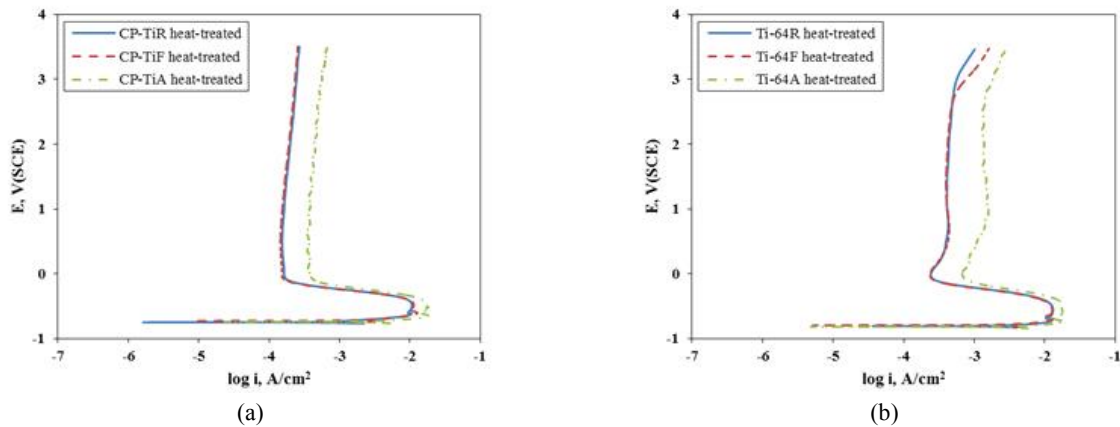 4
3
2
1
0
-1
E, V(SCE)
-7 -6 -5 -4 -3 -2 -1
log i, A/cm²
CP-TiR heat-treated
CP-TiF heat-treated
CP-TiA heat-treated
(a)
4
3
2
1
0
-1
E, V(SCE)
-7 -6 -5 -4 -3 -2 -1
log i, A/cm²
Ti-64R heat-treated
Ti-64F heat-treated
Ti-64A heat-treated
(b)